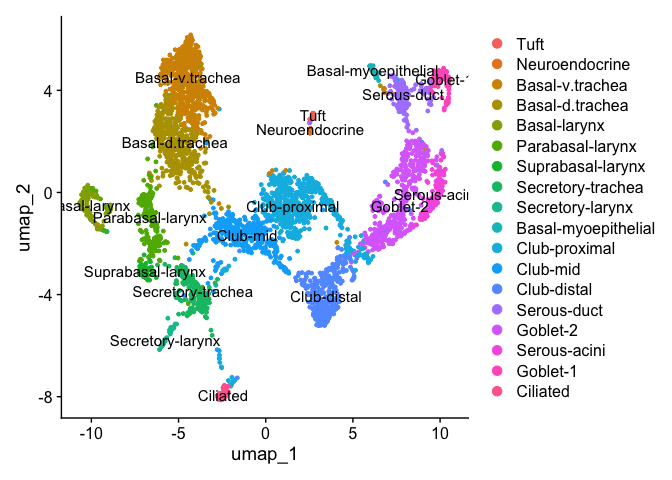 Basal-v.trachea
Basal-myoepithelial
Goblet-1
Serous-duct
Tuft
Neuroendocrine
Basal-d.trachea
asal-larynx
Parabasal-larynx
Club-proximal
Serous-acini
Goblet-2
Club-mid
Suprabasal-larynx
Secretory-trachea
Club-distal
Secretory-larynx
Ciliated
4
0
-4
-8
umap_2
-10
-5
0
5
10
umap_1
Tuft
Neuroendocrine
Basal-v.trachea
Basal-d.trachea
Basal-larynx
Parabasal-larynx
Suprabasal-larynx
Secretory-trachea
Secretory-larynx
Basal-myoepithelial
Club-proximal
Club-mid
Club-distal
Serous-duct
Goblet-2
Serous-acini
Goblet-1
Ciliated